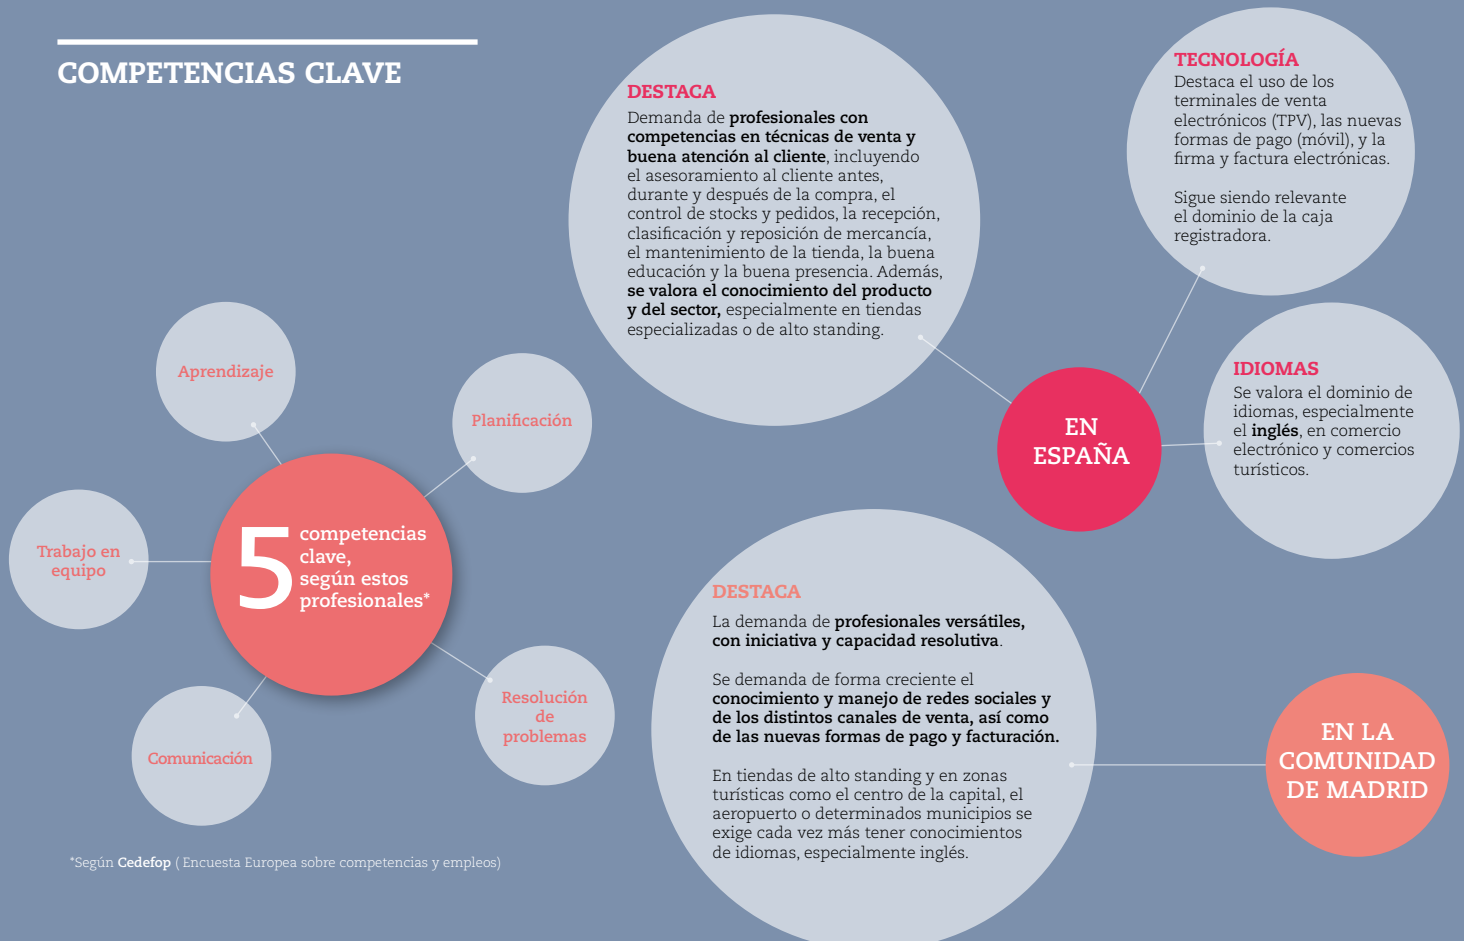 COMPETENCIAS CLAVE
Aprendizaje
Planificación
Trabajo en
equipo
5
competencias
clave,
según estos
profesionales*
Resolución
de
problemas
Comunicación
*Según Cedefop ( Encuesta Europea sobre competencias y empleos)
DESTACA
Demanda de profesionales con
competencias en técnicas de venta y
buena atención al cliente, incluyendo
el asesoramiento al cliente antes,
durante y después de la compra, el
control de stocks y pedidos, la recepción,
clasificación y reposición de mercancía,
el mantenimiento de la tienda, la buena
educación y la buena presencia. Además,
se valora el conocimiento del producto
y del sector, especialmente en tiendas
especializadas o de alto standing.
TECNOLOGÍA
Destaca el uso de los
terminales de venta
electrónicos (TPV), las nuevas
formas de pago (móvil), y la
firma y factura electrónicas.
Sigue siendo relevante
el dominio de la caja
registradora.
EN
ESPAÑA
IDIOMAS
Se valora el dominio de
idiomas, especialmente
el inglés, en comercio
electrónico y comercios
turísticos.
DESTACA
La demanda de profesionales versátiles,
con iniciativa y capacidad resolutiva.
Se demanda de forma creciente el
conocimiento y manejo de redes sociales y
de los distintos canales de venta, así como
de las nuevas formas de pago y facturación.
En tiendas de alto standing y en zonas
turísticas como el centro de la capital, el
aeropuerto o determinados municipios se
exige cada vez más tener conocimientos
de idiomas, especialmente inglés.
EN LA
COMUNIDAD
DE MADRID